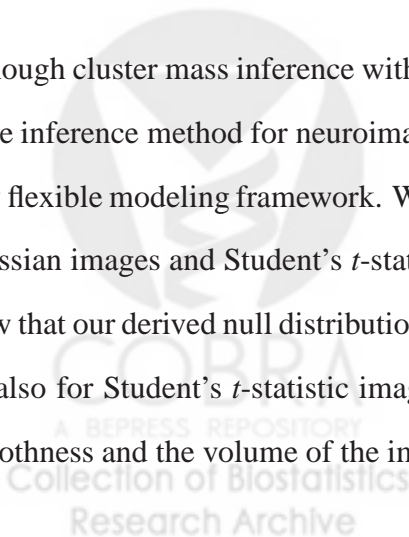 ough cluster mass inference with
e inference method for neuroima
flexible modeling framework. W
ssian images and Student's t-stat
w that our derived null distributio
also for Student's t-statistic imag
othness and the volume of the in
COBRA
A BEPRESS REPOSITORY
Collection of Biostatistics
Research Archive